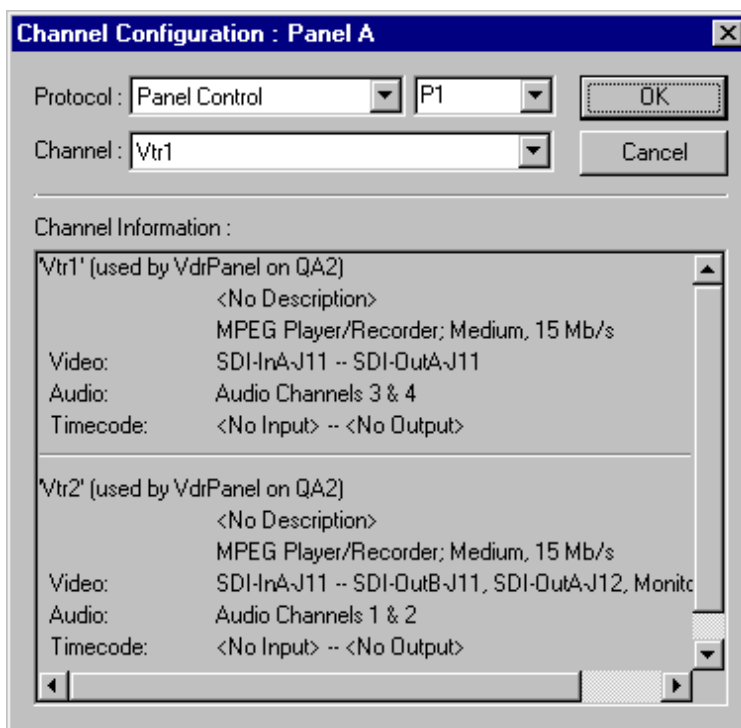 Channel Configuration : Panel A
Protocol : Panel Control P1 OK
Channel : Vtr1 Cancel
Channel Information :
'Vtr1' (used by VdrPanel on QA2)
<No Description>
MPEG Player/Recorder; Medium, 15 Mb/s
Video: SDI-InA-J11 -- SDI-OutA-J11
Audio: Audio Channels 3 & 4
Timecode: <No Input> -- <No Output>
'Vtr2' (used by VdrPanel on QA2)
<No Description>
MPEG Player/Recorder; Medium, 15 Mb/s
Video: SDI-InA-J11 -- SDI-OutB-J11, SDI-OutA-J12, Monito
Audio: Audio Channels 1 & 2
Timecode: <No Input> -- <No Output>